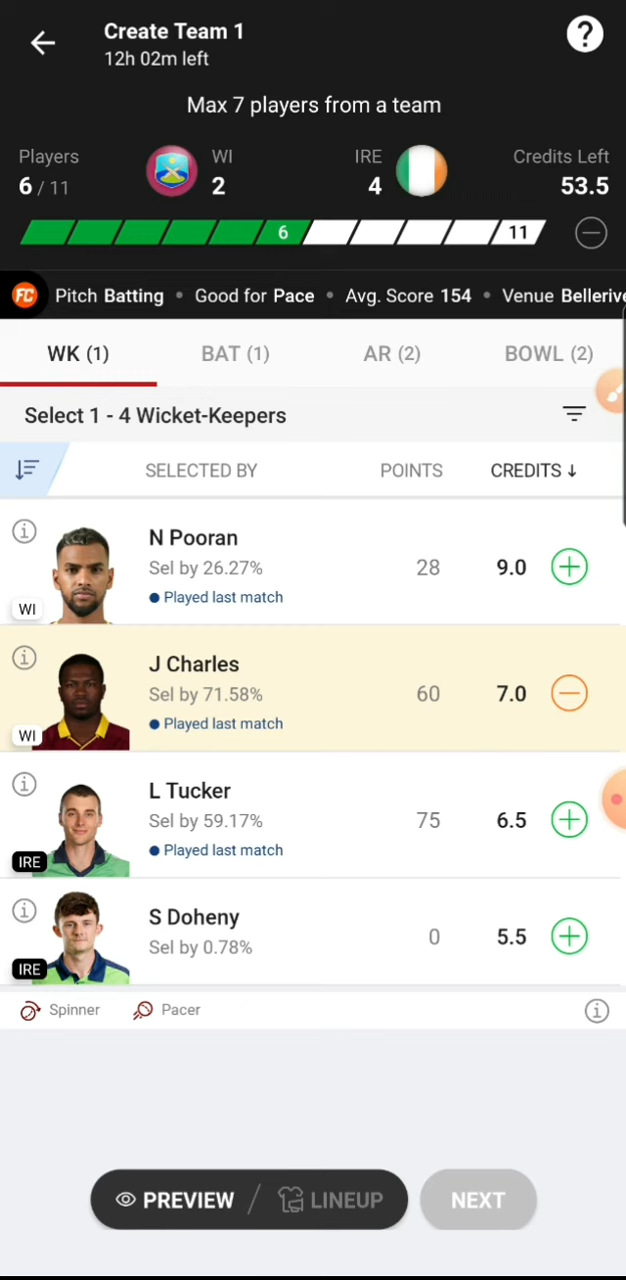 Create Team 1
12h 02m left
?
Max 7 players from a team
Players
6 / 11
WI
2
IRE
4
Credits Left
53.5
6
11
FC Pitch Batting • Good for Pace • Avg. Score 154 • Venue Bellerive
WK (1)
BAT (1)
AR (2)
BOWL (2)
Select 1 - 4 Wicket-Keepers
SELECTED BY
POINTS
CREDITS ↓
N Pooran
Sel by 26.27%
28
9.0
Played last match
WI
J Charles
Sel by 71.58%
60
7.0
Played last match
WI
L Tucker
Sel by 59.17%
75
6.5
Played last match
IRE
S Doheny
Sel by 0.78%
0
5.5
IRE
Spinner
Pacer
PREVIEW / LINEUP
NEXT